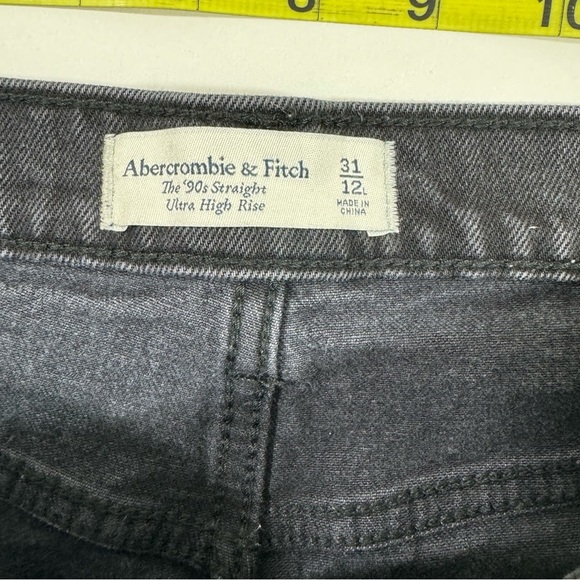 8 9 10
Abercrombie & Fitch
The '90s Straight
Ultra High Rise
31
12L
MADE IN
CHINA